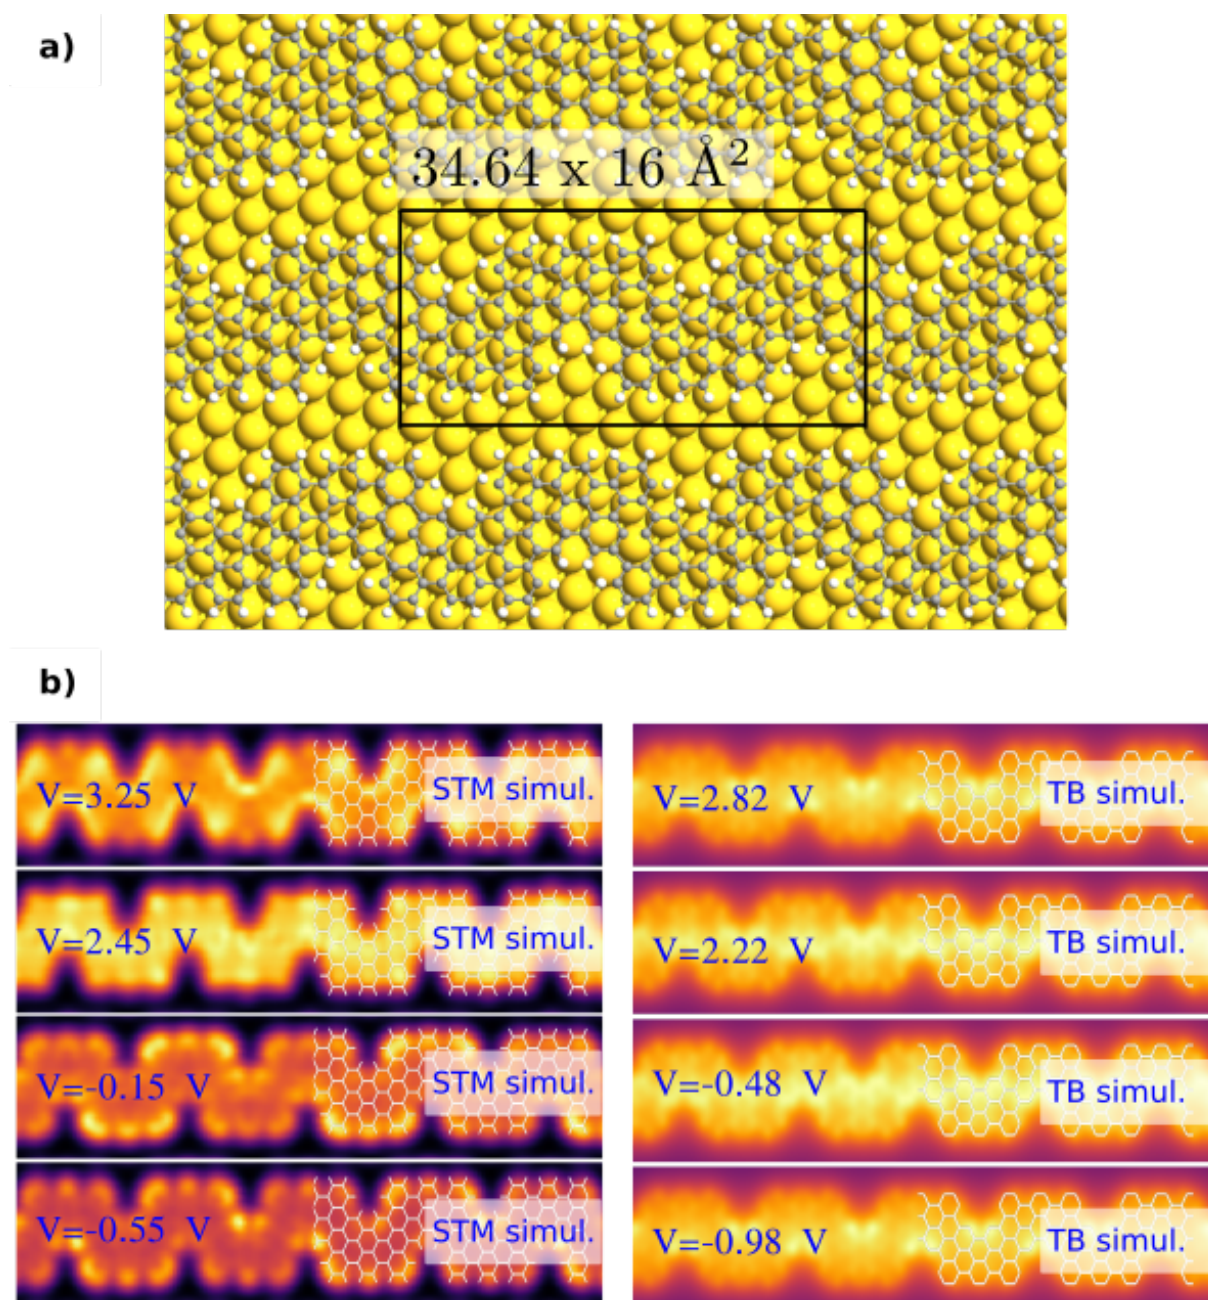 a)
34.64 x 16 Å²
b)
V=3.25 V
STM simul.
V=2.82 V
TB simul.
V=2.45 V
STM simul.
V=2.22 V
TB simul.
V=-0.15 V
STM simul.
V=-0.48 V
TB simul.
V=-0.55 V
STM simul.
V=-0.98 V
TB simul.